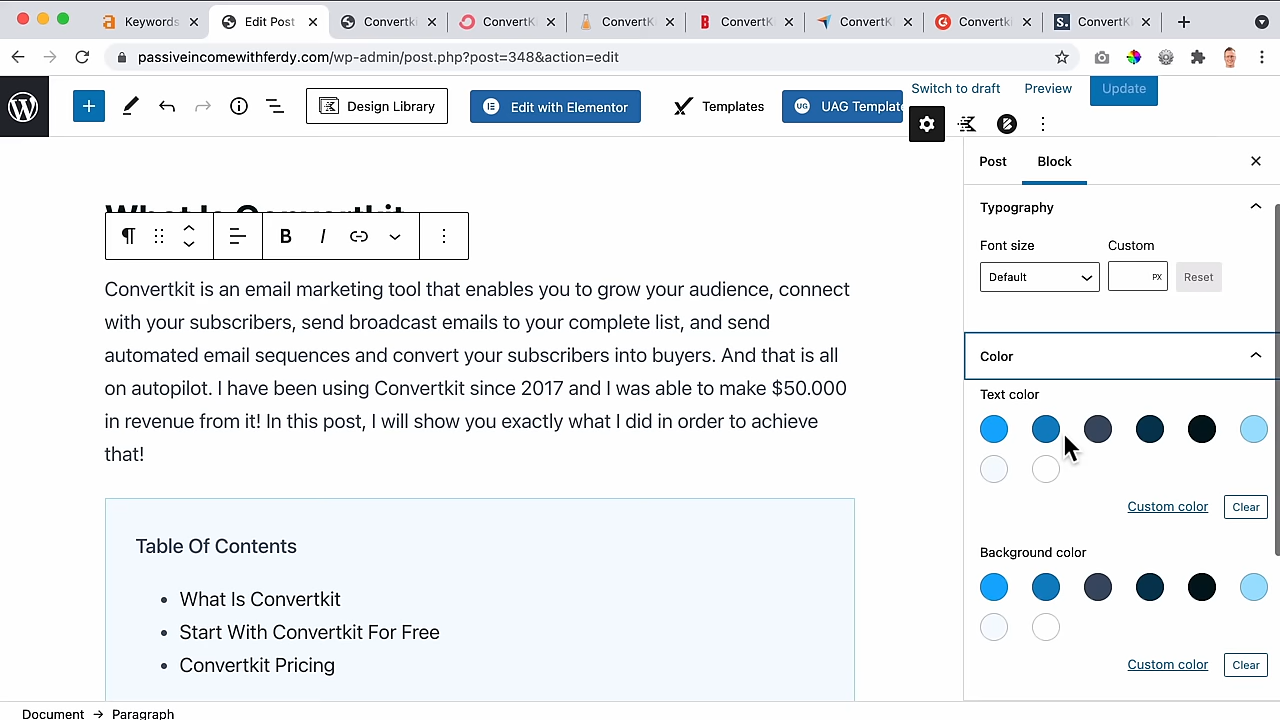 Keywords
Edit Post
Convertki
ConvertK
ConvertK
ConvertK
ConvertKi
Convertki
ConvertK
passiveincomewithferdy.com/wp-admin/post.php?post=348&action=edit
Design Library
Edit with Elementor
Templates
UG
UAG Templat
Switch to draft
Preview
Update
Post
Block
Typography
Font size
Custom
Default
PX
Reset
What Is Convertkit
B
I
Convertkit is an email marketing tool that enables you to grow your audience, connect
with your subscribers, send broadcast emails to your complete list, and send
automated email sequences and convert your subscribers into buyers. And that is all
on autopilot. I have been using Convertkit since 2017 and I was able to make $50.000
in revenue from it! In this post, I will show you exactly what I did in order to achieve
that!
Color
Text color
Custom color
Clear
Background color
Custom color
Clear
Table Of Contents
What Is Convertkit
Start With Convertkit For Free
Convertkit Pricing
Document → Paragraph